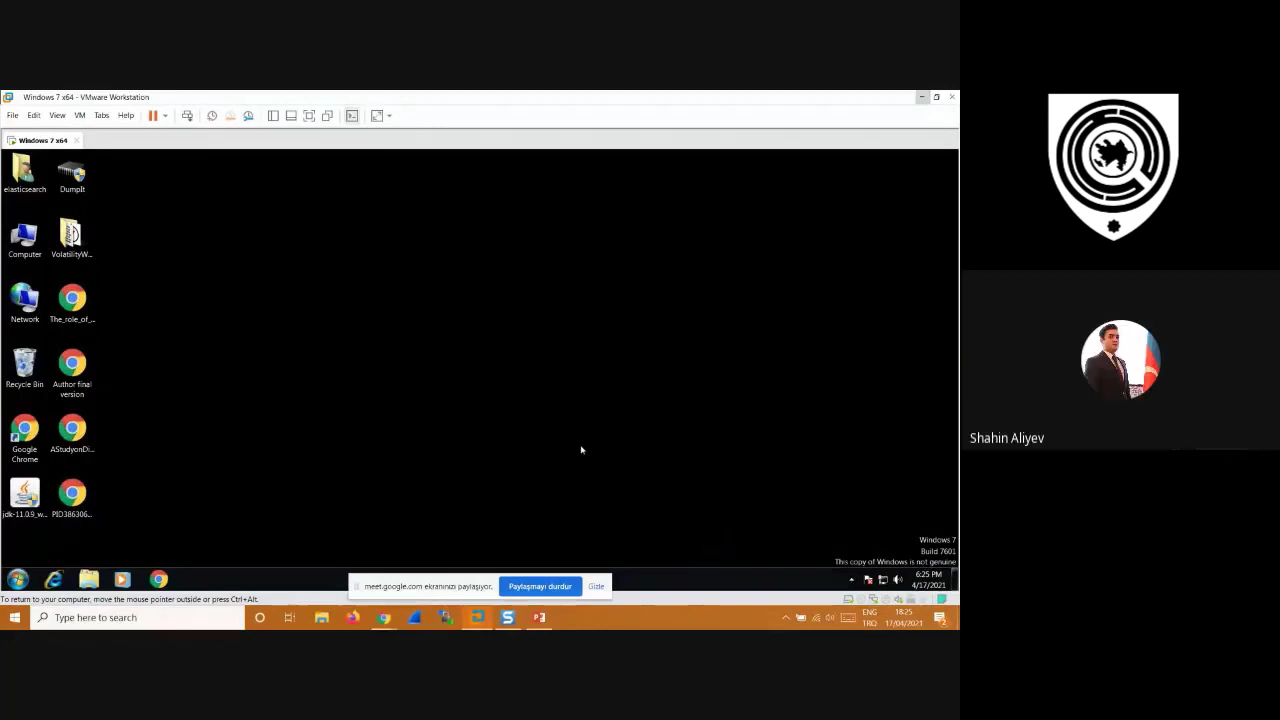 Windows 7 x64 - VMware Workstation
File Edit View VM Tabs Help
Windows 7 x64
elasticsearch
DumpIt
Computer
VolatilityW...
Network
The_role_of_...
Recycle Bin
Author final
version
Google
Chrome
AStudyonDi...
jdk-11.0.9_w...
PID386306...
Shahin Aliyev
Windows 7
Build 7601
This copy of Windows is not genuine
6:25 PM
4/17/2021
meet.google.com ekranınızı paylaşıyor.
Paylaşmayı durdur
Gizle
To return to your computer, move the mouse pointer outside or press Ctrl+Alt.
Type here to search
ENG
TRQ
18:25
17/04/2021